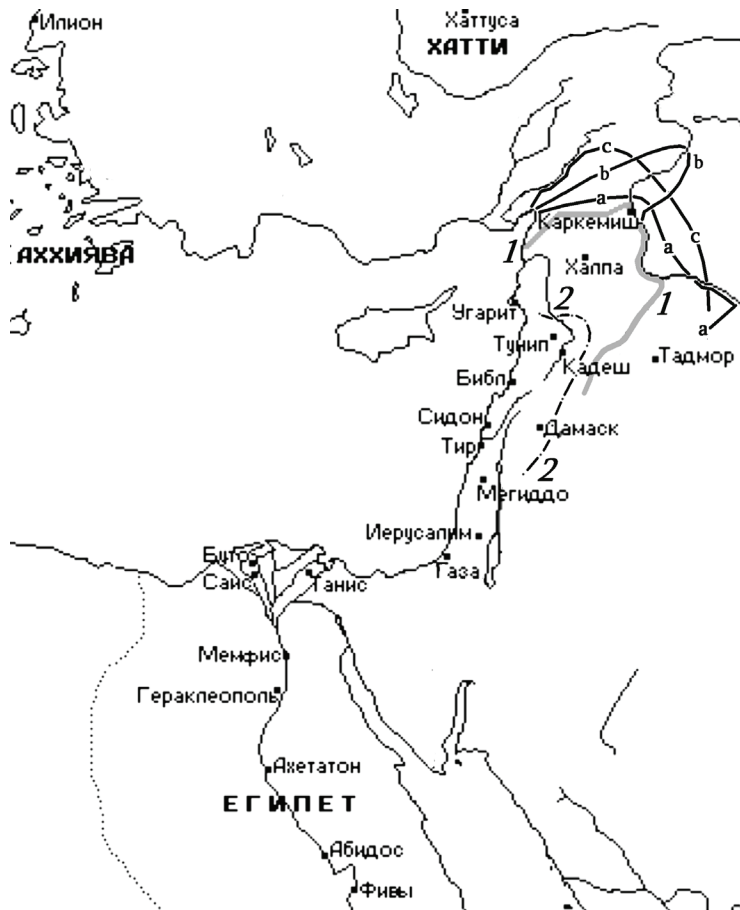 Илион
Хаттуса
ХАТТИ
c
b
b
a
Каркемиш
АХХИЯВА
1
a
c
Халпа
2
1
Угарит
a
Тунип
Тадмор
Кадеш
Библ
Сидон
Дамаск
Тир
2
Мегиддо
Иерусалим
Бутос
Газа
Саис
Танис
Мемфис
Гераклеополь
Ахетатон
ЕГИПЕТ
Абидос
Фивы